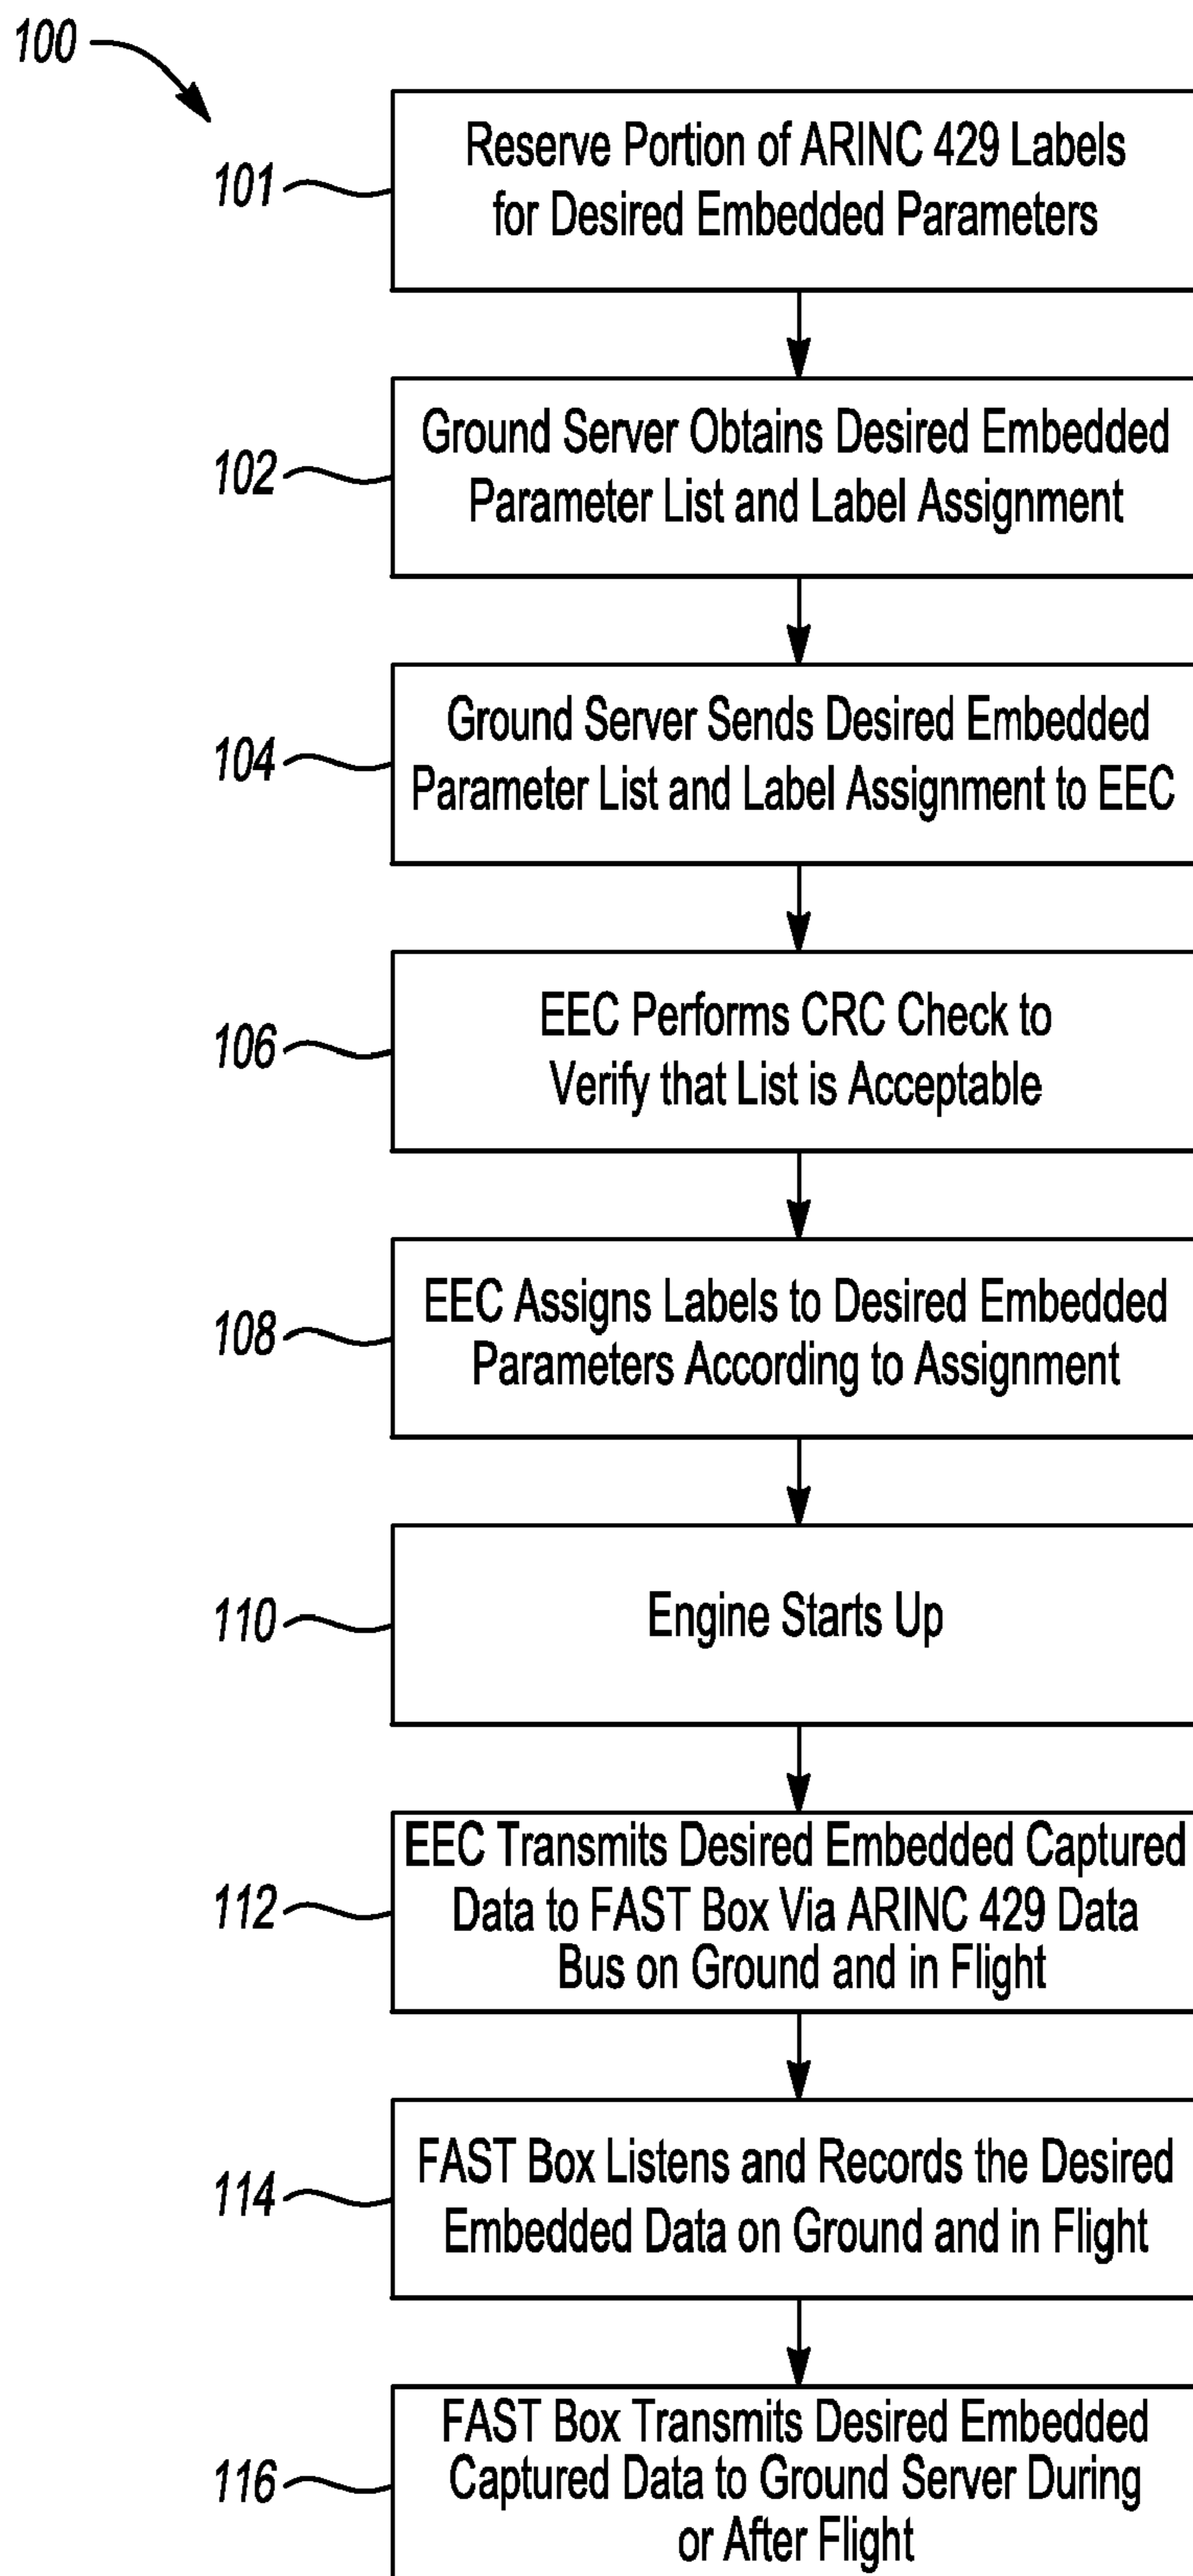 100
101
Reserve Portion of ARINC 429 Labels
for Desired Embedded Parameters
102
Ground Server Obtains Desired Embedded
Parameter List and Label Assignment
104
Ground Server Sends Desired Embedded
Parameter List and Label Assignment to EEC
106
EEC Performs CRC Check to
Verify that List is Acceptable
108
EEC Assigns Labels to Desired Embedded
Parameters According to Assignment
110
Engine Starts Up
112
EEC Transmits Desired Embedded Captured
Data to FAST Box Via ARINC 429 Data
Bus on Ground and in Flight
114
FAST Box Listens and Records the Desired
Embedded Data on Ground and in Flight
116
FAST Box Transmits Desired Embedded
Captured Data to Ground Server During
or After Flight